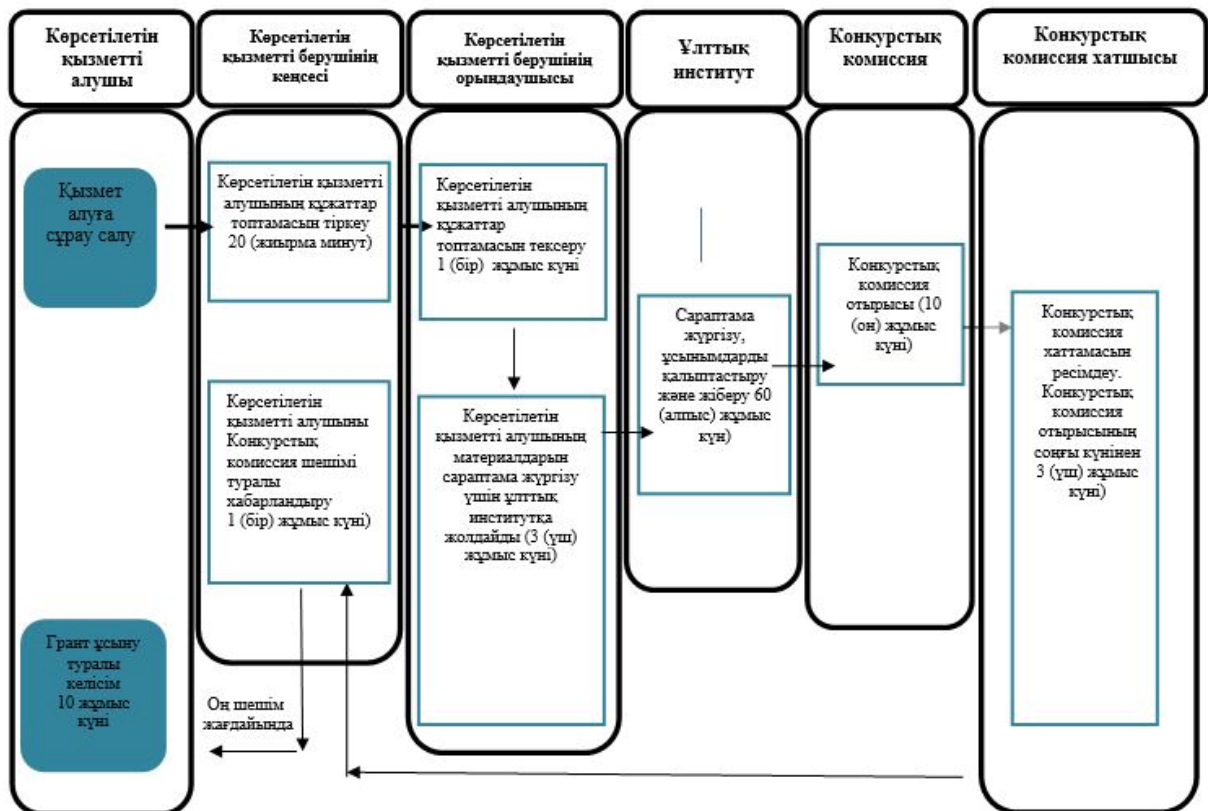 Көрсетілетін
қызметті
алушы
Көрсетілетін
қызметті берушінің
кеңсесі
Көрсетілетін
қызметті берушінің
орындаушысы
Ұлттық
институт
Конкурстық
комиссия
Конкурстық
комиссия хатшысы
Қызмет
алуға
сұрау салу
Көрсетілетін қызметті
алушының құжаттар
топтамасын тіркеу
20 (жиырма минут)
Көрсетілетін
қызметті алушының
құжаттар
топтамасын тексеру
1 (бір) жұмыс күні
Көрсетілетін
қызметті алушының
материалдарын
сараптама жүргізу
үшін ұлттық
институтқа
жолдайды (3 (үш)
жұмыс күні)
Сараптама
жүргізу,
ұсынымдарды
қалыптастыру
және жіберу 60
(алпыс) жұмыс
күн)
Конкурстық
комиссия
отырысы (10
(он) жұмыс
күні)
Конкурстық
комиссия
хаттамасын
ресімдеу.
Конкурстық
комиссия
отырысының
соңғы күнінен
3 (үш) жұмыс
күні)
Көрсетілетін
қызметті алушыны
Конкурстық
комиссия шешімі
туралы
хабарландыру
1 (бір) жұмыс күні)
Грант ұсыну
туралы
келісім
10 жұмыс
күні
Оң шешім
жағдайында